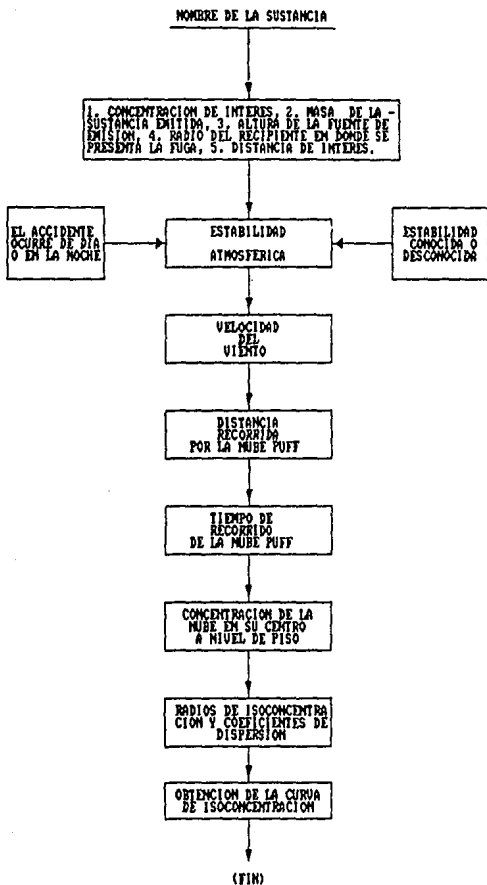 NOMBRE DE LA SUSTANCIA
1. CONCENTRACION DE INTERES, 2. MASA DE LA -
SUSTANCIA EMITIDA, 3. ALTURA DE LA FUENTE DE
EMISION, 4. RADIO DEL RECIPIENTE EN DONDE SE
PRESENTA LA FUGA, 5. DISTANCIA DE INTERES.
EL ACCIDENTE
OCURRE DE DIA
O EN LA NOCHE
ESTABILIDAD
ATMOSFERICA
ESTABILIDAD
CONOCIDA O
DESCONOCIDA
VELOCIDAD
DEL
VIENTO
DISTANCIA
RECORRIDA
POR LA NUBE PUFF
TIEMPO DE
RECORRIDO
DE LA NUBE PUFF
CONCENTRACION DE LA
NUBE EN SU CENTRO
A NIVEL DE PISO
RADIOS DE ISOCONCENTRA
CION Y COEFICIENTES DE
DISPERSION
OBTENCION DE LA CURVA
DE ISOCONCENTRACION
(FIN)